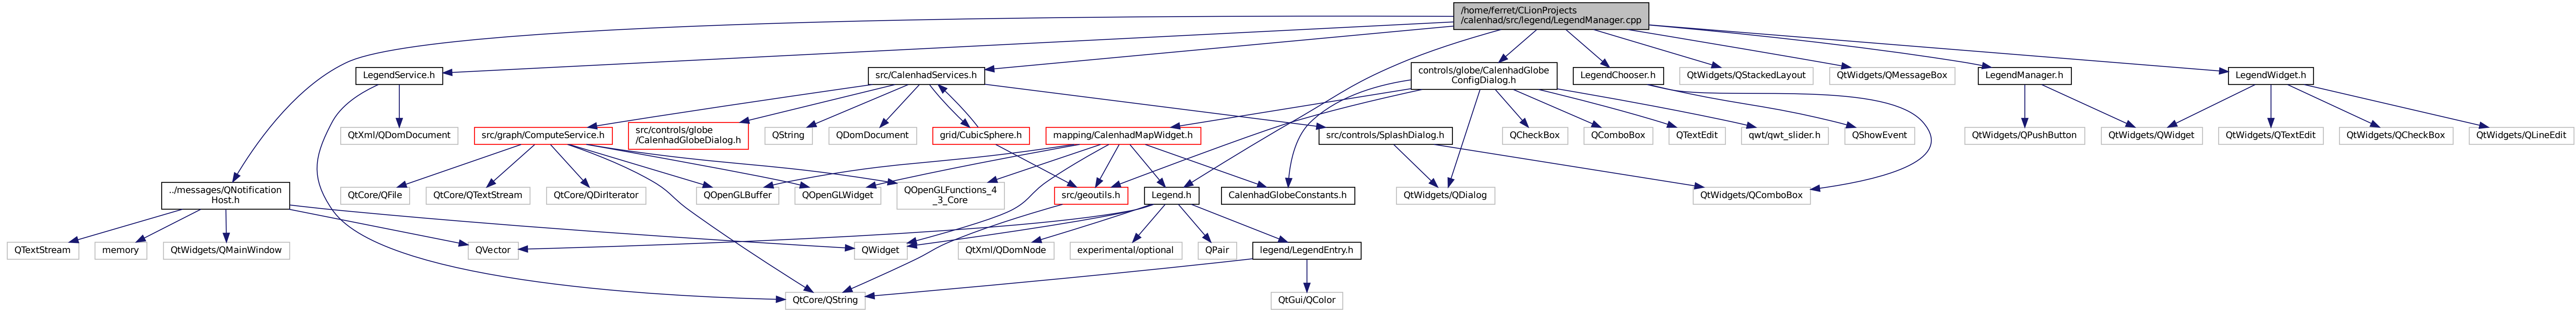 /home/ferret/CLionProjects
/calenhad/src/legend/LegendManager.cpp
LegendService.h
src/CalenhadServices.h
controls/globe/CalenhadGlobe
ConfigDialog.h
LegendChooser.h
QtWidgets/QStackedLayout
QtWidgets/QMessageBox
LegendManager.h
LegendWidget.h
QtXml/QDomDocument
src/graph/ComputeService.h
src/controls/globe
/CalenhadGlobeDialog.h
QString
QDomDocument
grid/CubicSphere.h
mapping/CalenhadMapWidget.h
src/controls/SplashDialog.h
QCheckBox
QComboBox
QTextEdit
qwt/qwt_slider.h
QShowEvent
QtWidgets/QPushButton
QtWidgets/QWidget
QtWidgets/QTextEdit
QtWidgets/QCheckBox
QtWidgets/QLineEdit
../messages/QNotification
Host.h
QtCore/QFile
QtCore/QTextStream
QtCore/QDirIterator
QOpenGLBuffer
QOpenGLWidget
QOpenGLFunctions_4
_3_Core
src/geoutils.h
Legend.h
CalenhadGlobeConstants.h
QtWidgets/QDialog
QtWidgets/QComboBox
QTextStream
memory
QtWidgets/QMainWindow
QVector
QWidget
QtXml/QDomNode
experimental/optional
QPair
legend/LegendEntry.h
QtCore/QString
QtGui/QColor